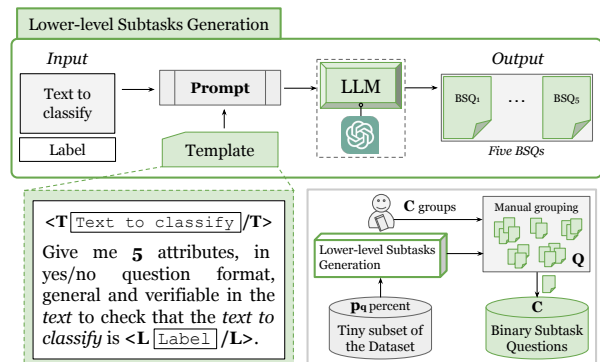 Lower-level Subtasks Generation
Input
Output
Text to
classify
Label
Prompt
Template
LLM
BSQ1 ... BSQ5
Five BSQs
<T Text to classify /T>
Give me 5 attributes, in
yes/no question format,
general and verifiable in the
text to check that the text to
classify is <L Label /L>.
C groups
Lower-level Subtasks
Generation
pq percent
Tiny subset of
the Dataset
Manual grouping
Q
C
C
Binary Subtask
Questions